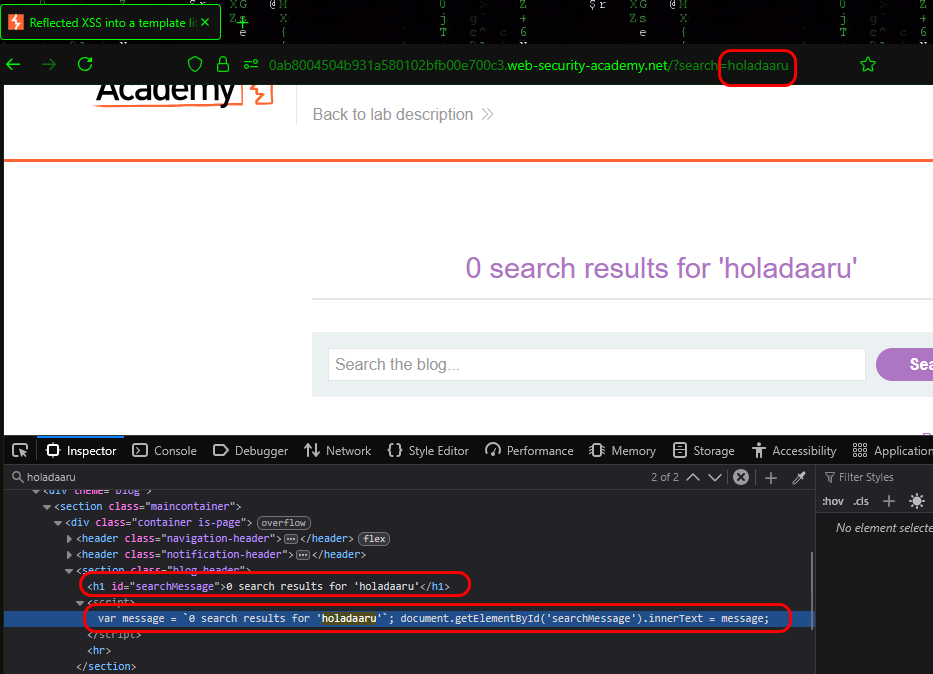 Reflected XSS into a template li
0ab8004504b931a580102bfb00e700c3.web-security-academy.net/?search=holadaaru
Academy
Back to lab description
0 search results for 'holadaaru'
Search the blog...
Sea
Inspector Console Debugger Network Style Editor Performance Memory Storage Accessibility Application
holadaaru 2 of 2 Filter Styles
:hov .cls
<div theme="blog">
<section class="maincontainer">
<div class="container is-page"> overflow
No element selecte
<header class="navigation-header"> ··· </header> flex
<header class="notification-header"> ··· </header>
<section class="blog-header">
<h1 id="searchMessage">0 search results for 'holadaaru'</h1>
<script>
var message = `0 search results for 'holadaaru'`; document.getElementById('searchMessage').innerText = message;
</script>
<hr>
</section>